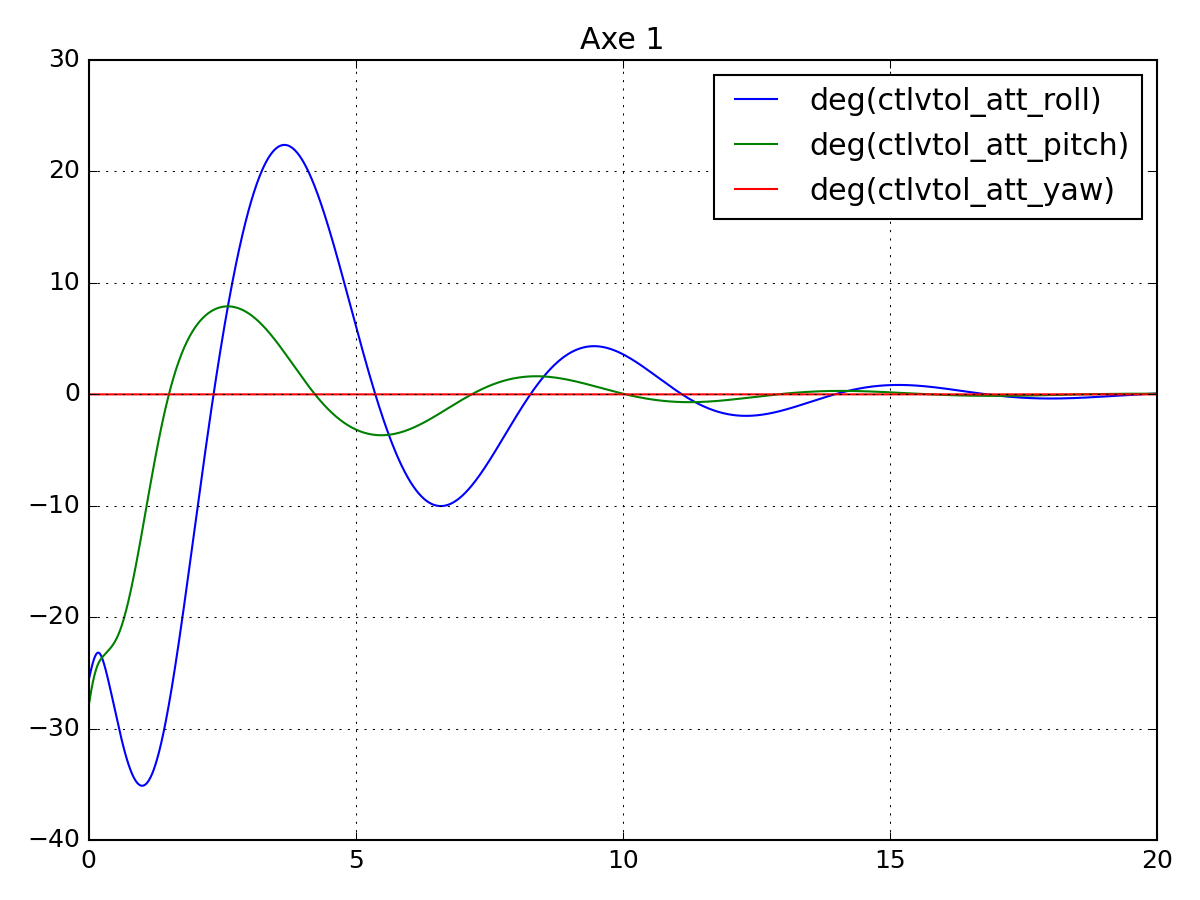 Axe 1
30
20
10
0
−10
−20
−30
−40
0 5 10 15 20
deg(ctlvtol_att_roll)
deg(ctlvtol_att_pitch)
deg(ctlvtol_att_yaw)